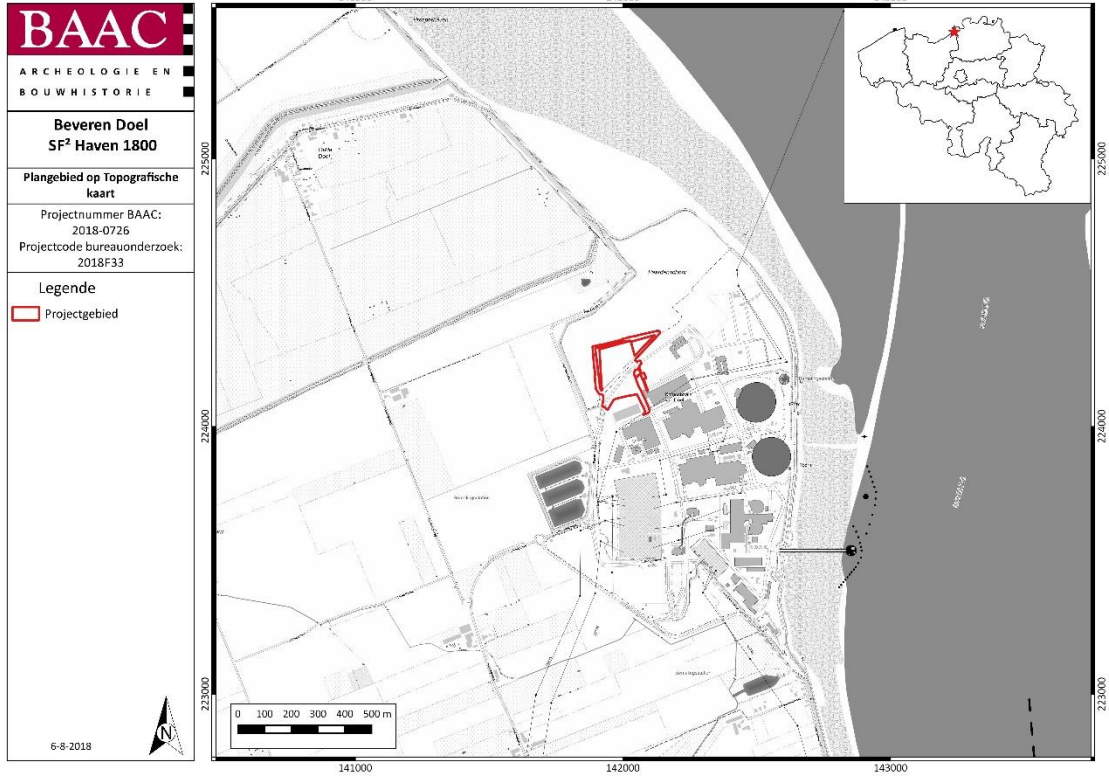 BAAC
ARCHEOLOGIE EN
BOUWHISTORIE
Beveren Doel
SF² Haven 1800
Plangebied op Topografische
kaart
Projectnummer BAAC:
2018-0726
Projectcode bureauonderzoek:
2018F33
Legende
Projectgebied
6-8-2018
N
225000
224000
223000
Doel
0 100 200 300 400 500 m
225000
224000
223000
141000
142000
143000